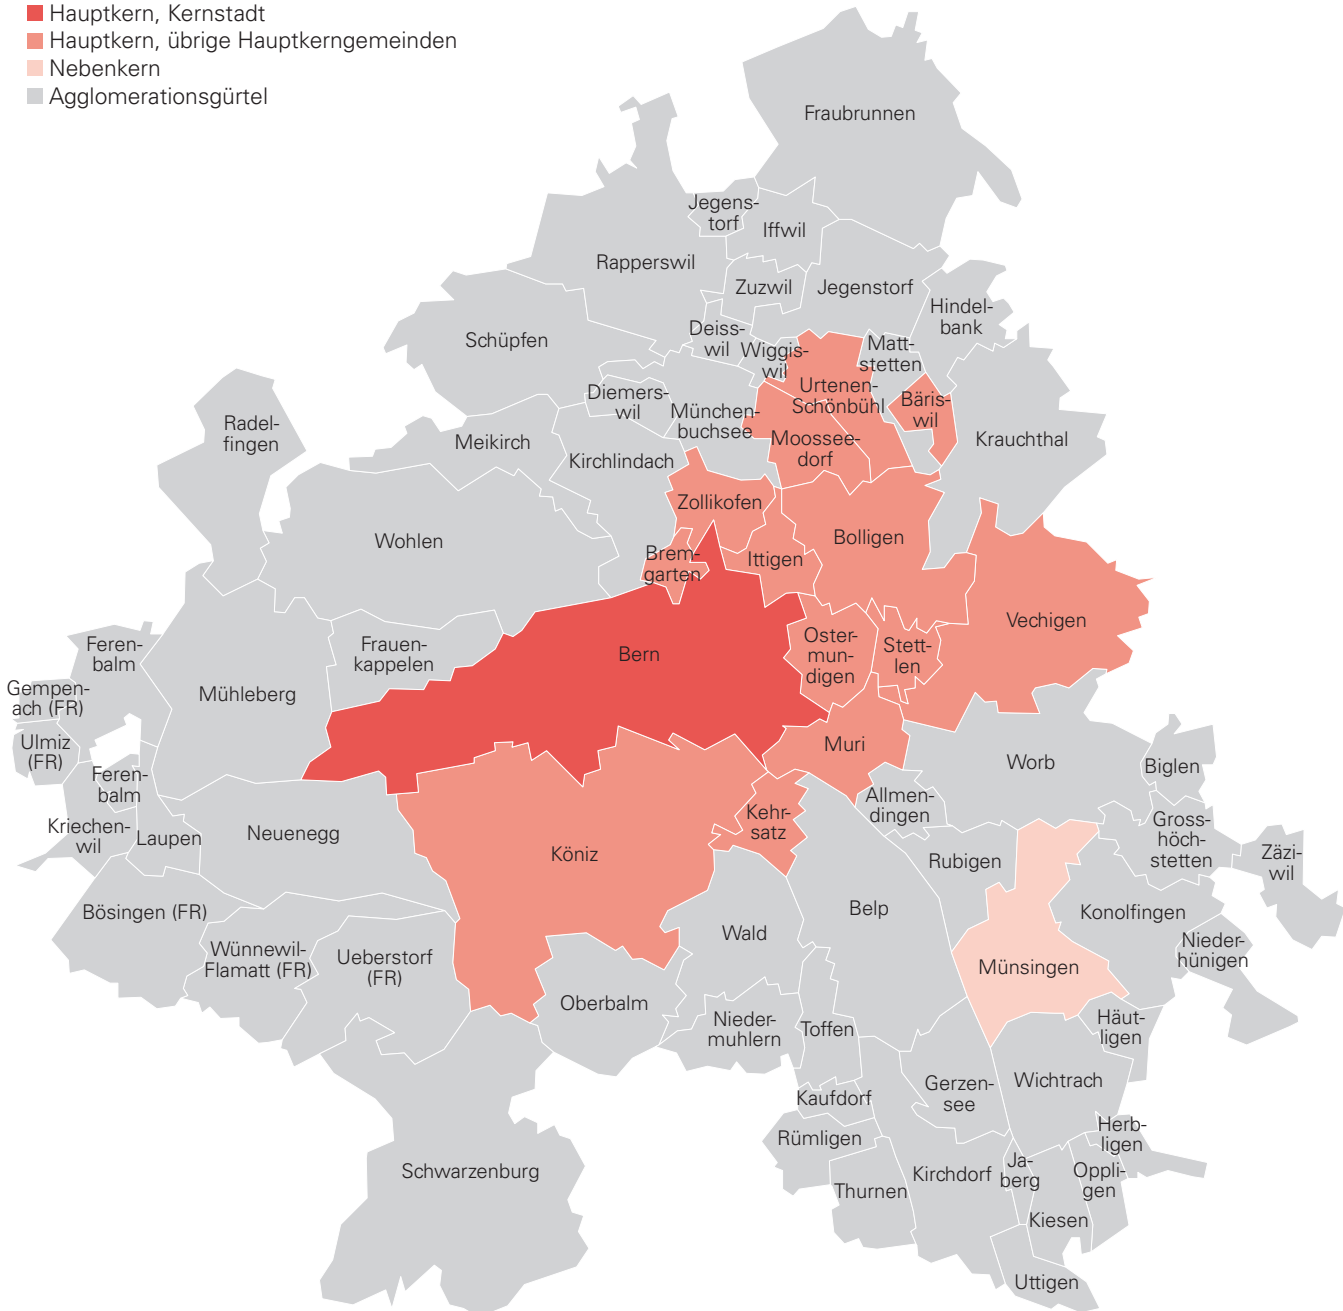 Hauptkern, Kernstadt
Hauptkern, übrige Hauptkerngemeinden
Nebenkern
Agglomerationsgürtel
Fraubrunnen
Jegens-
torf
Iffwil
Rapperswil
Zuzwil
Jegenstorf
Hindel-
bank
Schüpfen
Deiss-
wil
Wiggis-
wil
Matt-
stetten
Urtenen-
Schönbühl
Bäris-
wil
Diemers-
wil
München-
buchsee
Radel-
fingen
Meikirch
Kirchlindach
Moossee-
dorf
Krauchthal
Zollikofen
Wohlen
Brem-
garten
Ittigen
Bolligen
Vechigen
Feren-
balm
Frauen-
kappelen
Bern
Oster-
mun-
digen
Stett-
len
Gempen-
ach (FR)
Mühleberg
Ulmiz
(FR)
Muri
Worb
Biglen
Feren-
balm
Allmen-
dingen
Kriechen-
wil
Laupen
Neuenegg
Köniz
Kehr-
satz
Gross-
höch-
stetten
Rubigen
Zäzi-
wil
Bösingen (FR)
Belp
Konolfingen
Wald
Nieder-
hünigen
Wünnewil-
Flamatt (FR)
Ueberstorf
(FR)
Münsingen
Oberbalm
Nieder-
muhlern
Toffen
Häut-
ligen
Gerzen-
see
Wichtrach
Kaufdorf
Rümligen
Herb-
ligen
Schwarzenburg
Thurnen
Kirchdorf
Ja-
berg
Oppli-
gen
Kiesen
Uttigen